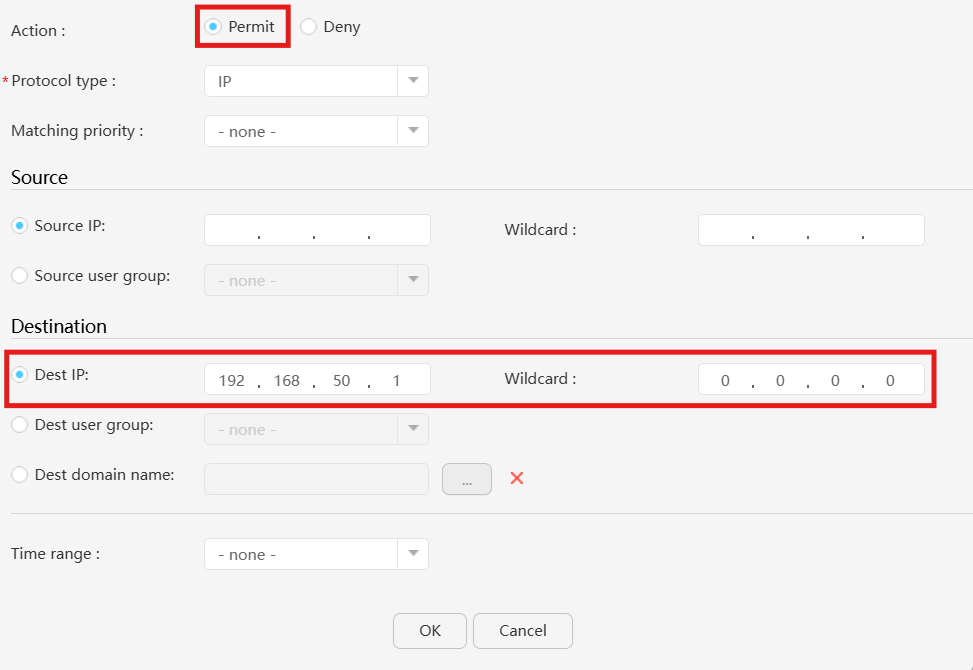 Action : Permit Deny
*Protocol type : IP
Matching priority : - none -
Source
Source IP: . . . Wildcard : . . .
Source user group: - none -
Destination
Dest IP: 192 . 168 . 50 . 1 Wildcard : 0 . 0 . 0 . 0
Dest user group: - none -
Dest domain name: ...
Time range : - none -
OK Cancel